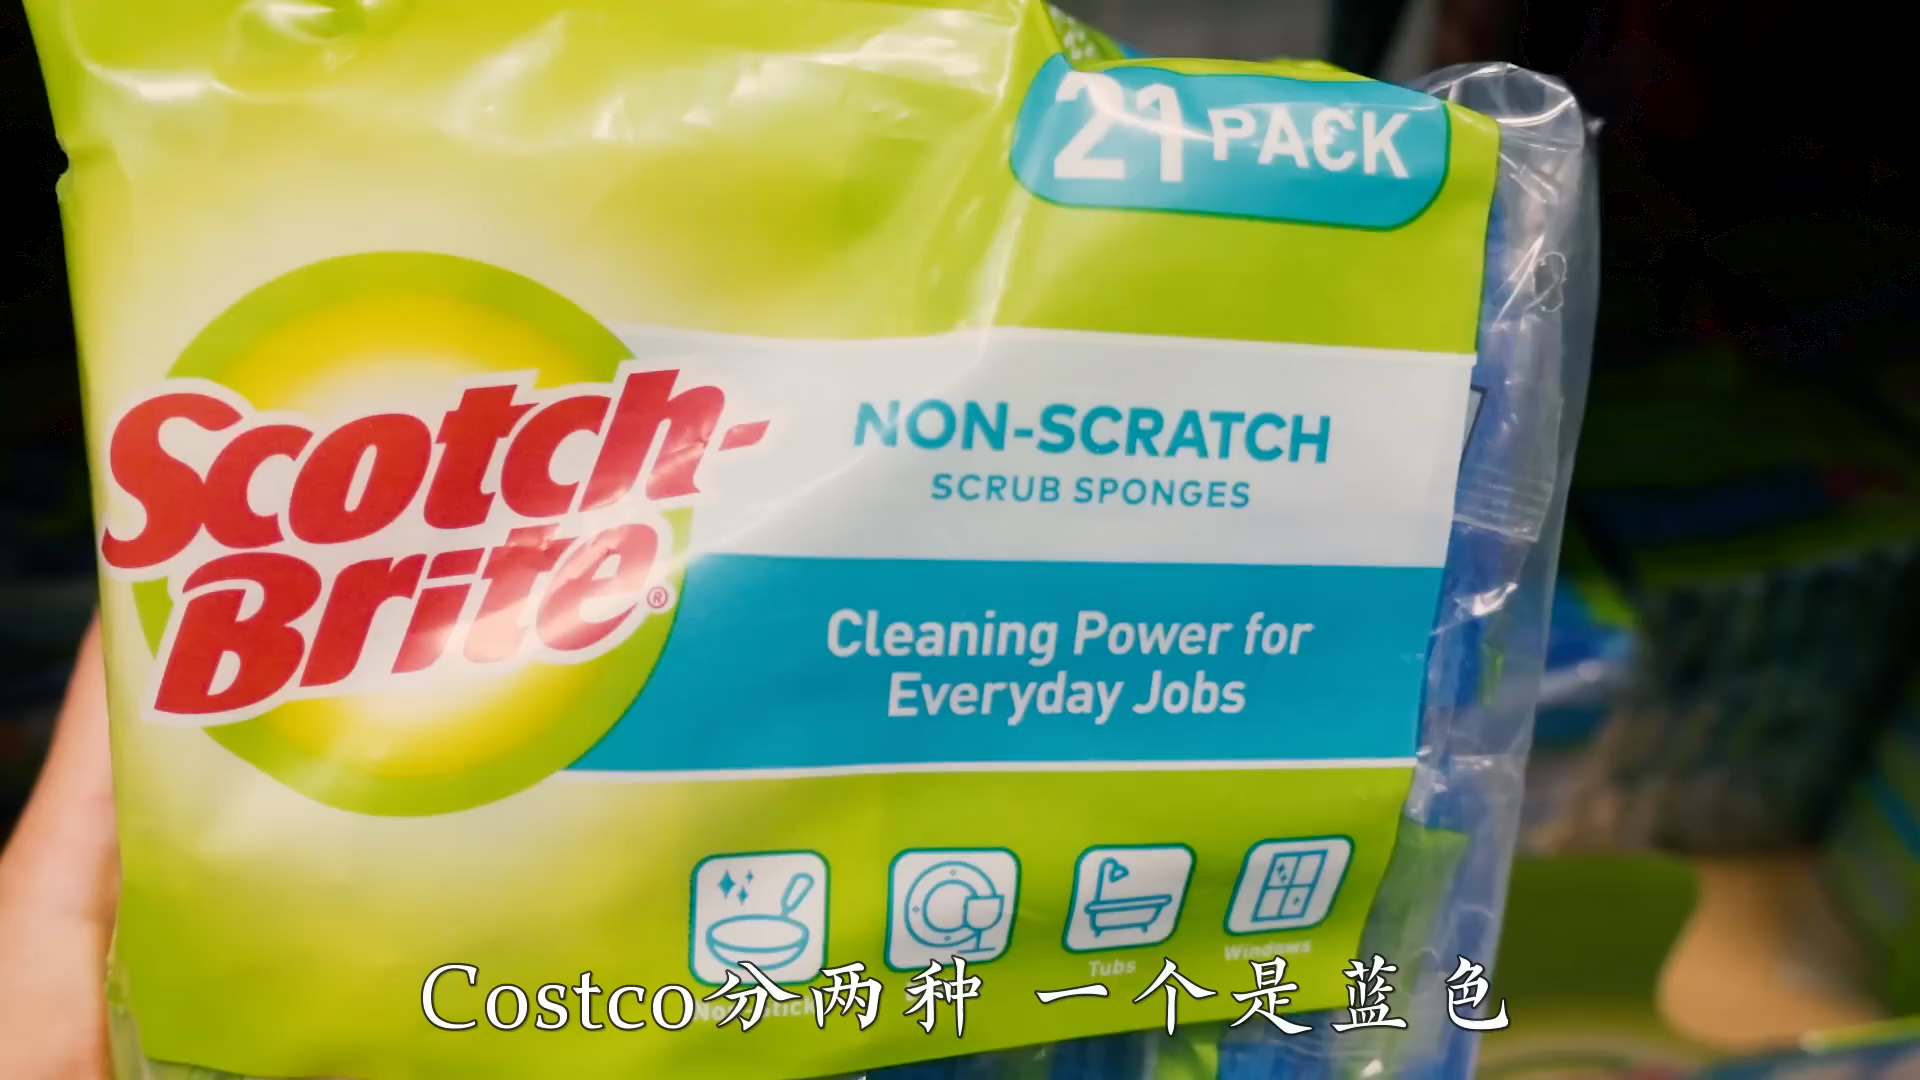 21 PACK
Scotch-
Brite®
NON-SCRATCH
SCRUB SPONGES
Cleaning Power for
Everyday Jobs
Tubs
Windows
Costco分两种 一个是蓝色